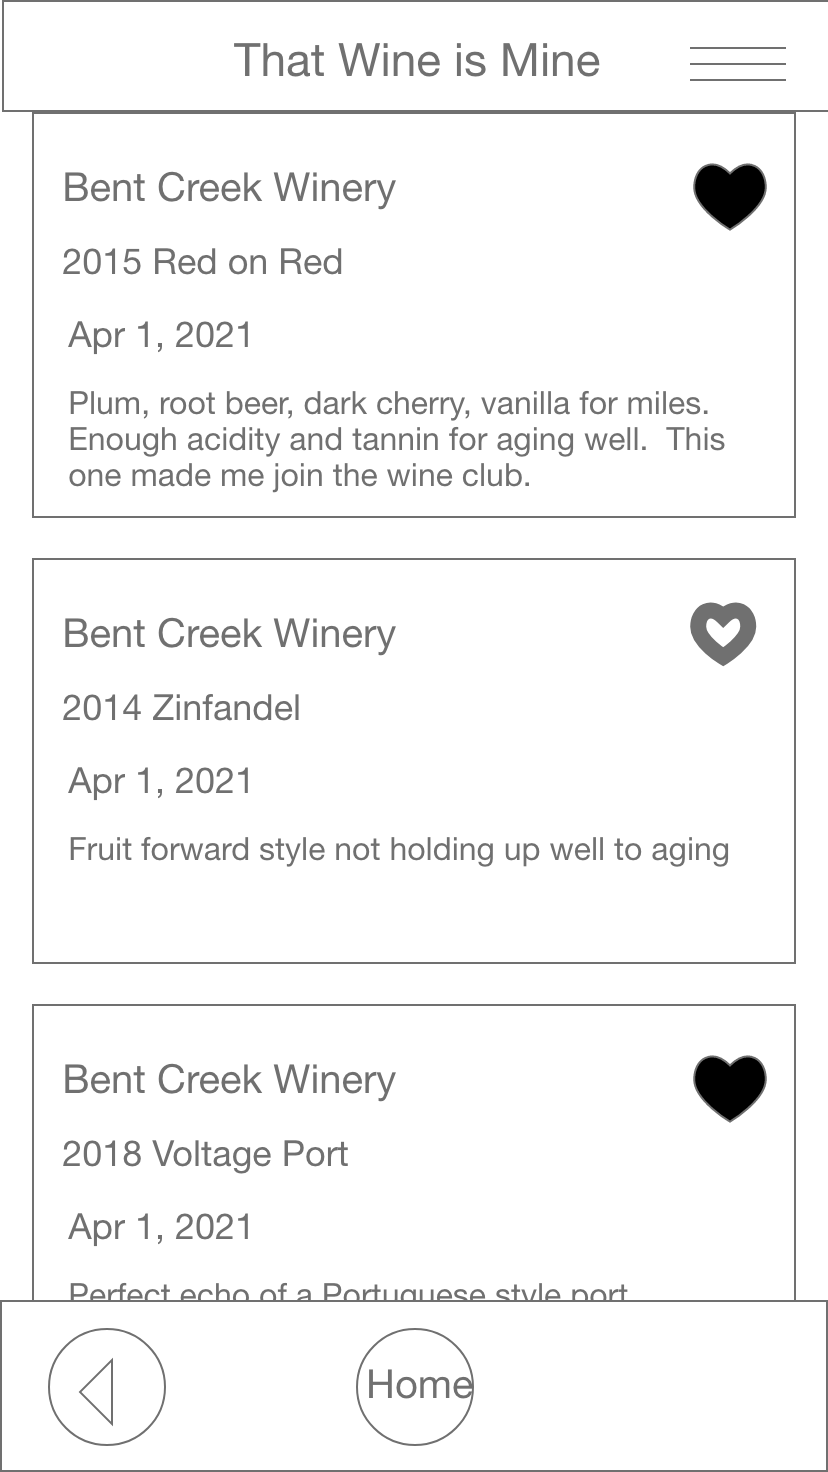 That Wine is Mine
Bent Creek Winery
2015 Red on Red
Apr 1, 2021
Plum, root beer, dark cherry, vanilla for miles.
Enough acidity and tannin for aging well.  This
one made me join the wine club.
Bent Creek Winery
2014 Zinfandel
Apr 1, 2021
Fruit forward style not holding up well to aging
Bent Creek Winery
2018 Voltage Port
Apr 1, 2021
Perfect echo of a Portuguese style port
Home